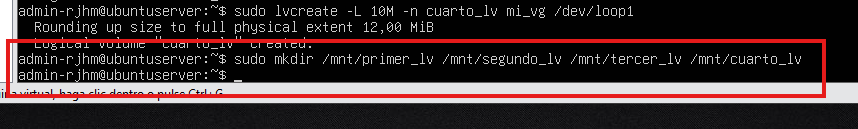 admin-rjhm@ubuntuserver:~$ sudo lvcreate -L 10M -n cuarto_lv mi_vg /dev/loop1
  Rounding up size to full physical extent 12,00 MiB
  Logical volume "cuarto_lv" created.
admin-rjhm@ubuntuserver:~$ sudo mkdir /mnt/primer_lv /mnt/segundo_lv /mnt/tercer_lv /mnt/cuarto_lv
admin-rjhm@ubuntuserver:~$ _
ina virtual, haga clic dentro o pulse Ctrl+G.